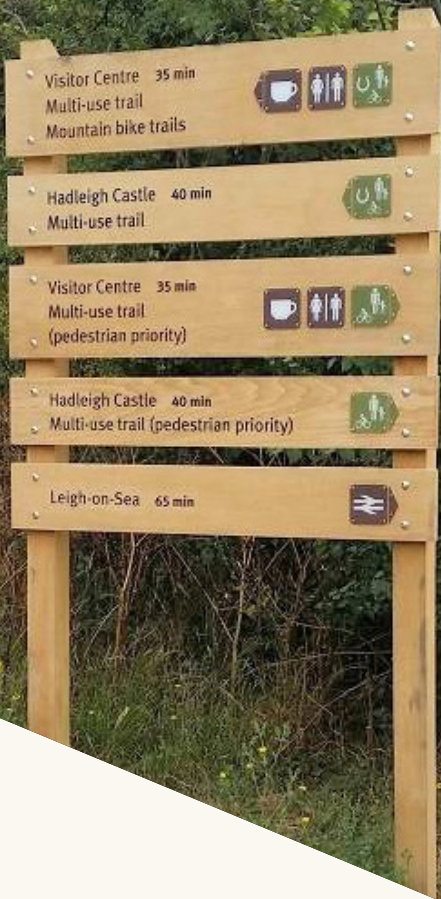 Visitor Centre 35 min
Multi-use trail
Mountain bike trails
Hadleigh Castle 40 min
Multi-use trail
Visitor Centre 35 min
Multi-use trail
(pedestrian priority)
Hadleigh Castle 40 min
Multi-use trail (pedestrian priority)
Leigh-on-Sea 65 min